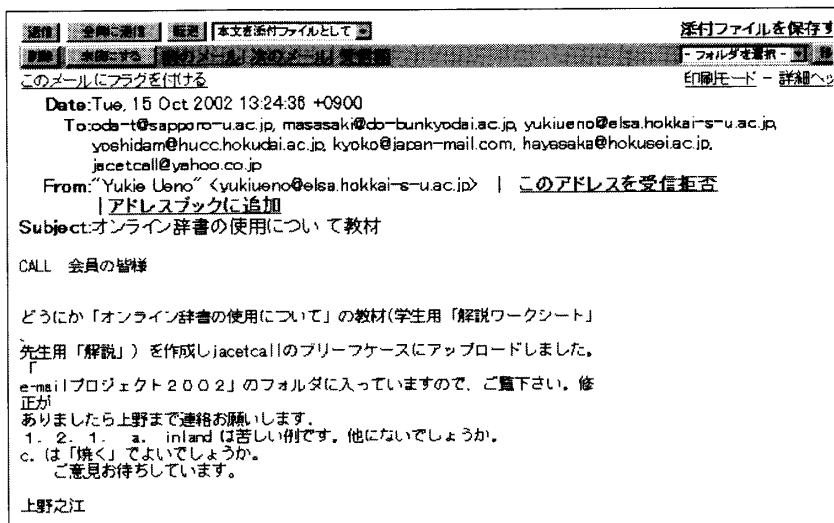 返信 全員に返信 転送 本文を添付ファイルとして 添付ファイルを保存す
削除 未読にする 前のメール 次のメール 受信箱 - フォルダを選択 -
このメールにフラグを付ける 印刷モード - 詳細ヘッ
Date:Tue, 15 Oct 2002 13:24:36 +0900
To:oda-t@sapporo-u.ac.jp, masasaki@do-bunkyodai.ac.jp, yukiueno@elsa.hokkai-s-u.ac.jp,
yoshidam@hucc.hokudai.ac.jp, kyoko@japan-mail.com, hayasaka@hokusei.ac.jp,
jacetcall@yahoo.co.jp
From:"Yukie Ueno" <yukiueno@elsa.hokkai-s-u.ac.jp> | このアドレスを受信拒否
| アドレスブックに追加
Subject:オンライン辞書の使用につい て教材
CALL 会員の皆様
どうにか「オンライン辞書の使用について」の教材(学生用「解説ワークシート」
、
先生用「解説」) を作成しjacetcallのブリーフケースにアップロードしました。
「
e-mailプロジェクト2002」のフォルダに入っていますので、ご覧下さい。修
正が
ありましたら上野まで連絡お願いします.
1. 2. 1. a. inland は苦しい例です。他にないでしょうか。
c. は「焼く」でよいでしょうか。
ご意見お待ちしています。
上野之江